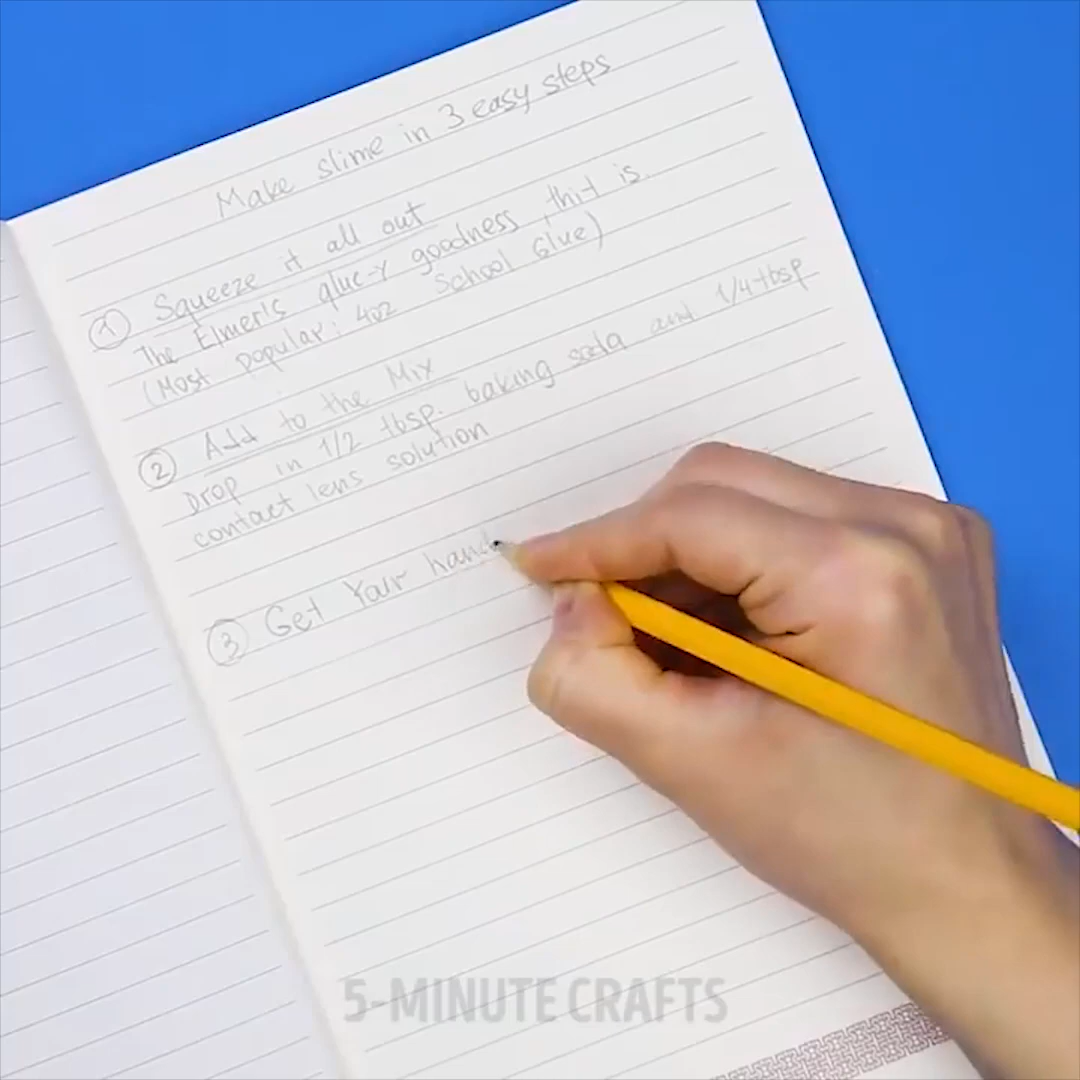 Make slime in 3 easy steps
① Squeeze it all out
The Elmer's glue-y goodness, thit is.
(Most popular: 4oz School Glue)
② Add to the Mix
Drop in 1/2 tbsp. baking soda and 1/4 tbsp
contact lens solution
③ Get Your hand
5-MINUTE CRAFTS